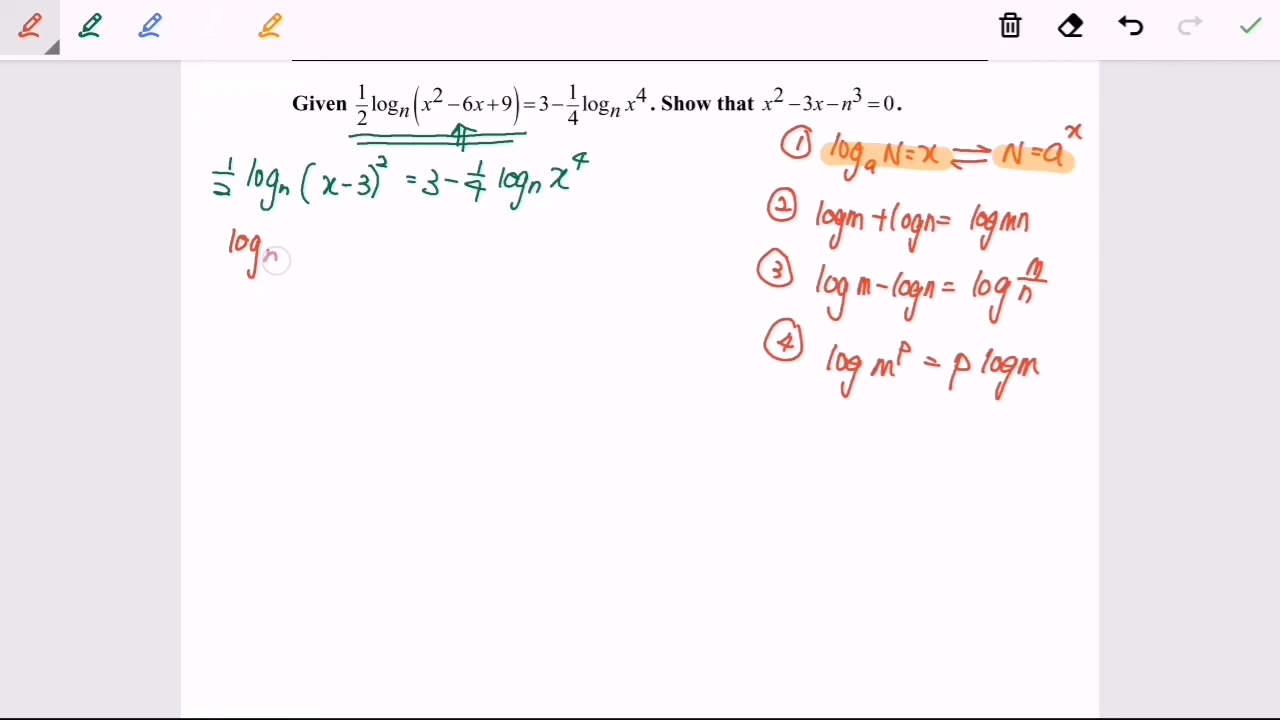 Given 1/2 logₙ(x² − 6x + 9) = 3 − 1/4 logₙ x⁴. Show that x² − 3x − n³ = 0.
1/2 logₙ (x − 3)² = 3 − 1/4 logₙ x⁴
logₙ
① logₐ N = x ⇌ N = aˣ
② log m + log n = log mn
③ log m − log n = log m/n
④ log mᵖ = p log m